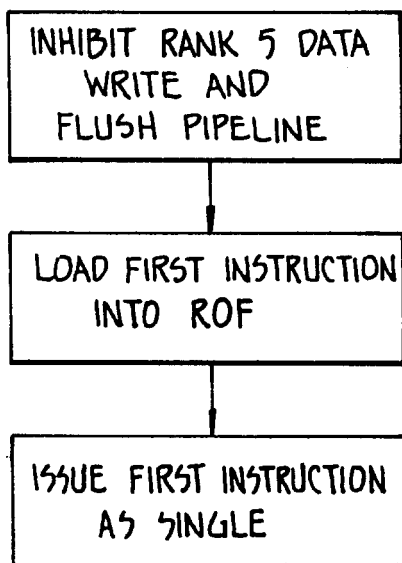 INHIBIT RANK 5 DATA
WRITE AND
FLUSH PIPELINE
LOAD FIRST INSTRUCTION
INTO ROF
ISSUE FIRST INSTRUCTION
AS SINGLE